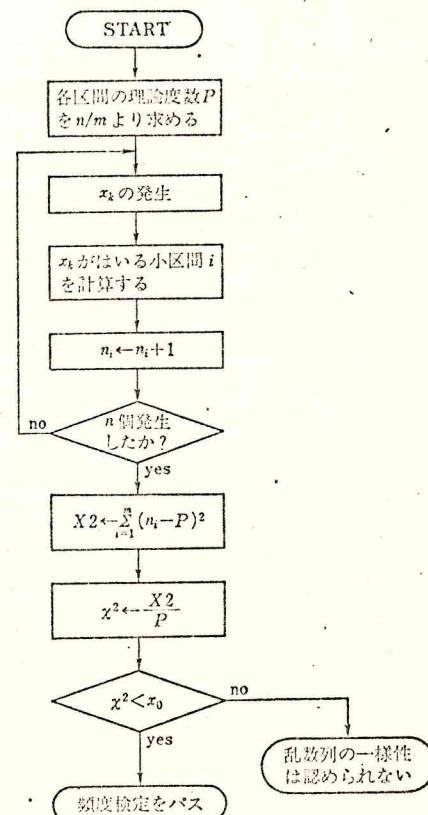 START
各区間の理論度数P
をn/mより求める
x_kの発生
x_kがはいる小区間i
を計算する
n_i←n_i+1
n個発生
したか?
no
yes
X2←Σ_{i=1}^{m}(n_i−P)²
χ²←X2/P
χ²<x₀
no
yes
乱数列の一様性
は認められない
頻度検定をパス